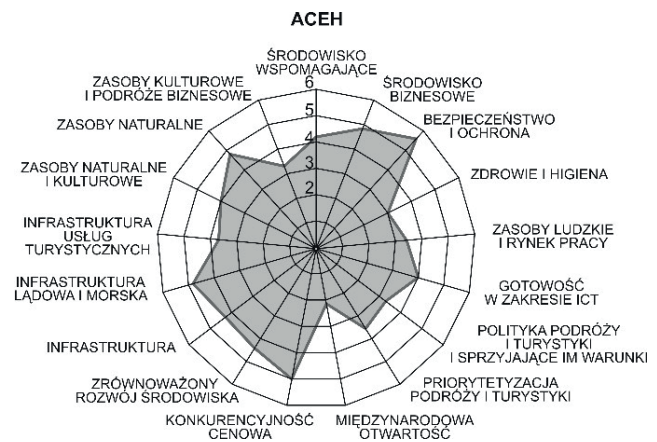 ACEH
ŚRODOWISKO
WSPOMAGAJĄCE
ŚRODOWISKO
BIZNESOWE
BEZPIECZEŃSTWO
I OCHRONA
ZDROWIE I HIGIENA
ZASOBY LUDZKIE
I RYNEK PRACY
GOTOWOŚĆ
W ZAKRESIE ICT
POLITYKA PODRÓŻY
I TURYSTYKI
I SPRZYJAJĄCE IM WARUNKI
PRIORYTETYZACJA
PODRÓŻY I TURYSTYKI
MIĘDZYNARODOWA
OTWARTOŚĆ
KONKURENCYJNOŚĆ
CENOWA
ZRÓWNOWAŻONY
ROZWÓJ ŚRODOWISKA
INFRASTRUKTURA
INFRASTRUKTURA
LĄDOWA I MORSKA
INFRASTRUKTURA
USŁUG
TURYSTYCZNYCH
ZASOBY NATURALNE
I KULTUROWE
ZASOBY NATURALNE
ZASOBY KULTUROWE
I PODRÓŻE BIZNESOWE
6
5
4
3
2